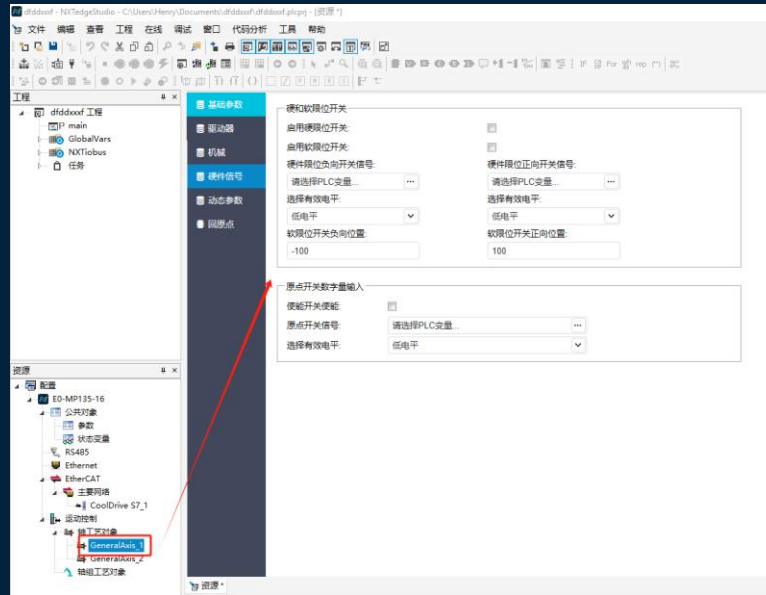 dfddxoxf - NXTedgeStudio - C:\Users\Henry\Documents\dfddxoxf\dfddxoxf.plcprj - [资源 *]
文件 编辑 查看 工程 在线 调试 窗口 代码分析 工具 帮助
工程
dfddxoxf 工程
main
GlobalVars
NXTiobus
任务
资源
配置
E0-MP135-16
公共对象
参数
状态变量
RS485
Ethernet
EtherCAT
主要网络
CoolDrive S7_1
运动控制
轴工艺对象
GeneralAxis_1
GeneralAxis_2
轴组工艺对象
基础参数
驱动器
机械
硬件信号
动态参数
回原点
硬和软限位开关
启用硬限位开关:
启用软限位开关:
硬件限位负向开关信号: 硬件限位正向开关信号:
请选择PLC变量... ... 请选择PLC变量... ...
选择有效电平: 选择有效电平:
低电平 低电平
软限位开关负向位置: 软限位开关正向位置:
-100 100
原点开关数字量输入
使能开关使能:
原点开关信号: 请选择PLC变量... ...
选择有效电平: 低电平
资源 *